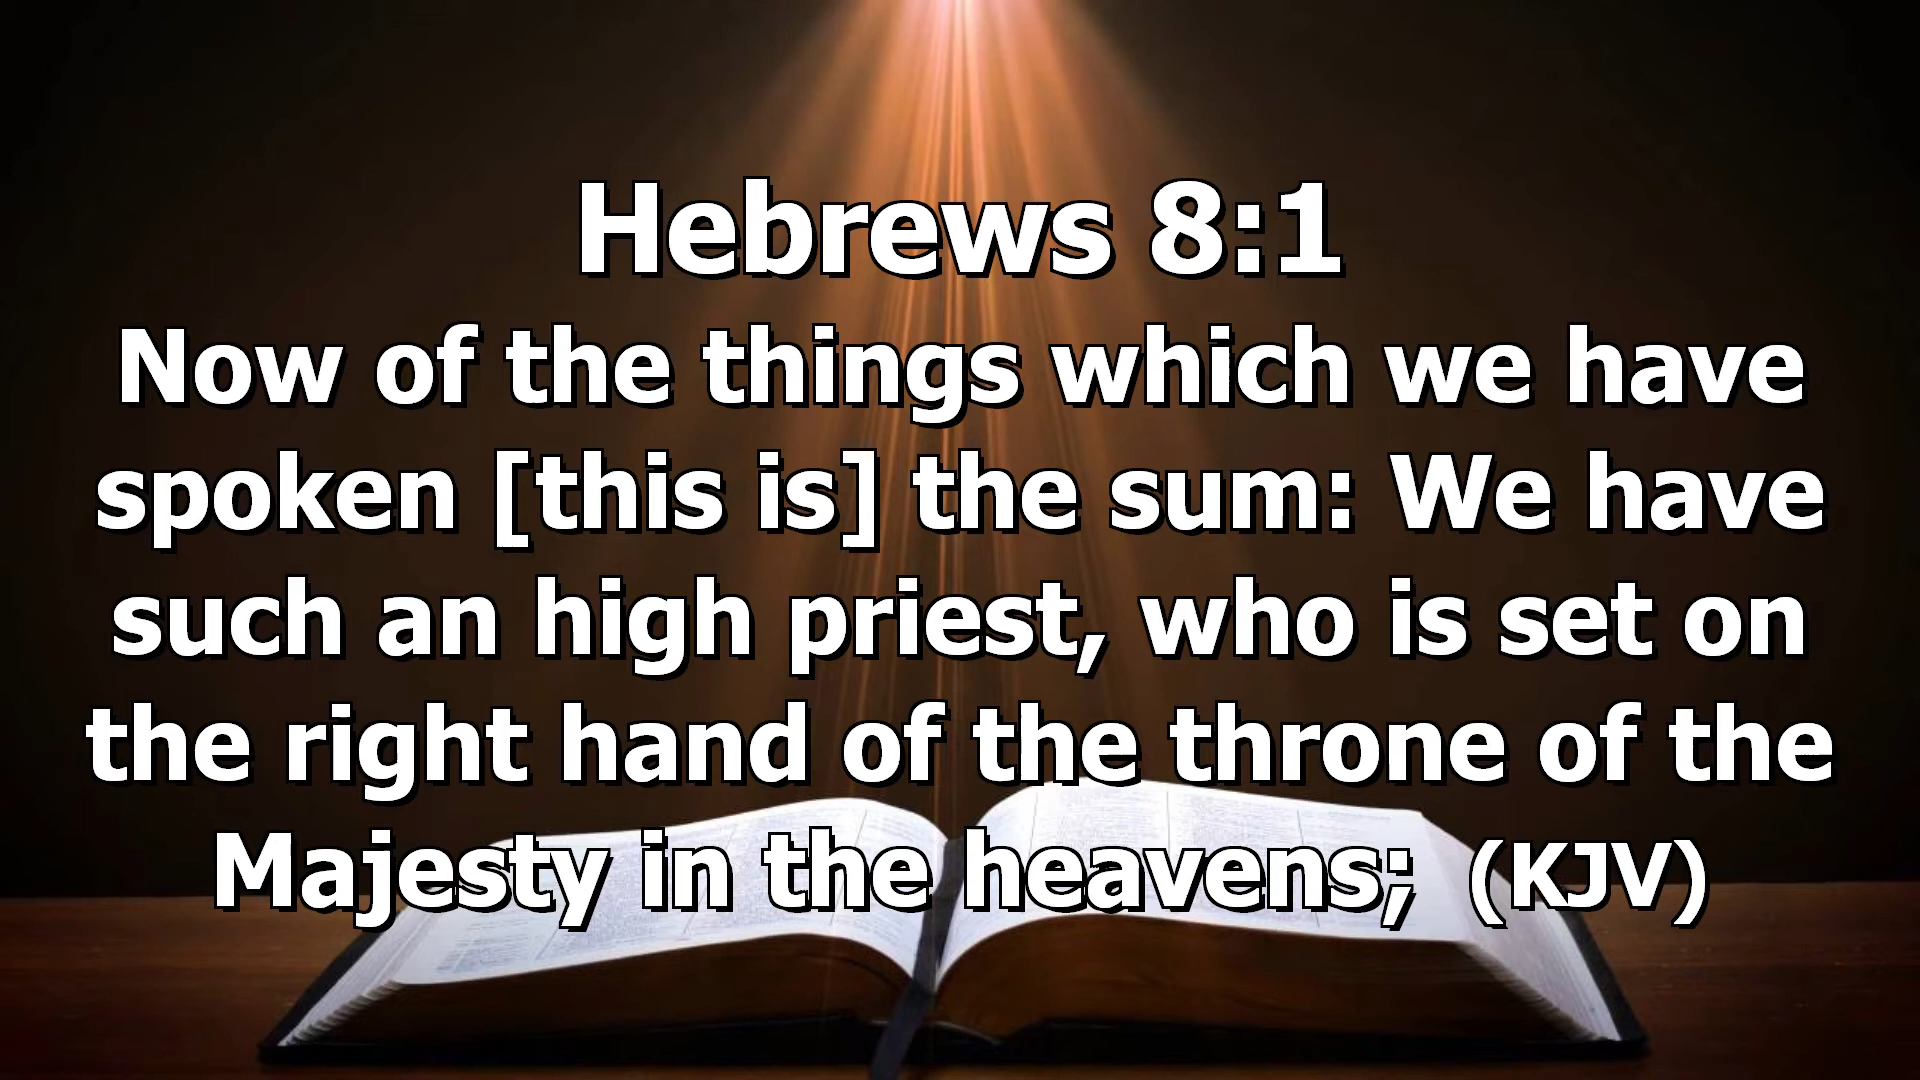 Hebrews 8:1
Now of the things which we have
spoken [this is] the sum: We have
such an high priest, who is set on
the right hand of the throne of the
Majesty in the heavens; (KJV)